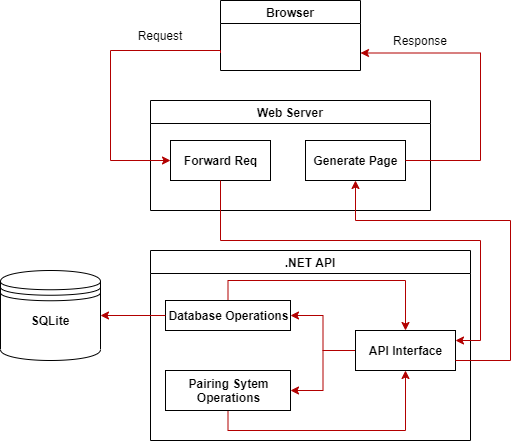 Browser
Request
Response
Web Server
Forward Req
Generate Page
.NET API
SQLite
Database Operations
API Interface
Pairing Sytem
Operations